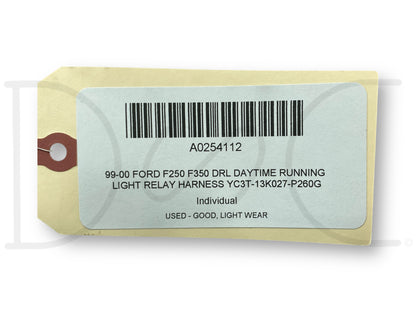 A0254112
99-00 FORD F250 F350 DRL DAYTIME RUNNING
LIGHT RELAY HARNESS YC3T-13K027-P260G
Individual
USED - GOOD, LIGHT WEAR